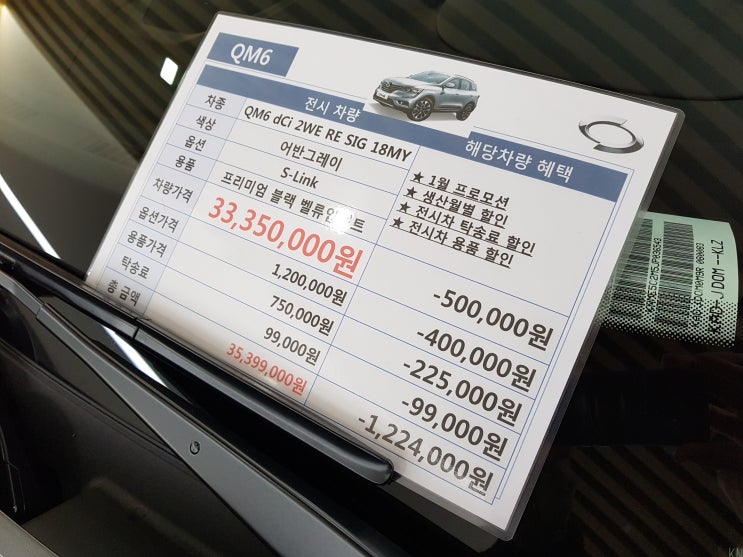 QM6
전시 차량
해당차량 혜택
차종 QM6 dCi 2WE RE SIG 18MY
색상 어반그레이
옵션 S-Link
용품 프리미엄 블랙 벨류
★ 1월 프로모션
★ 생산월별 할인
★ 전시차 탁송료 할인
★ 전시차 용품 할인
차량가격 33,350,000원 -500,000원
옵션가격 1,200,000원 -400,000원
용품가격 750,000원 -225,000원
탁송료 99,000원 -99,000원
총 금액 35,399,000원 -1,224,000원